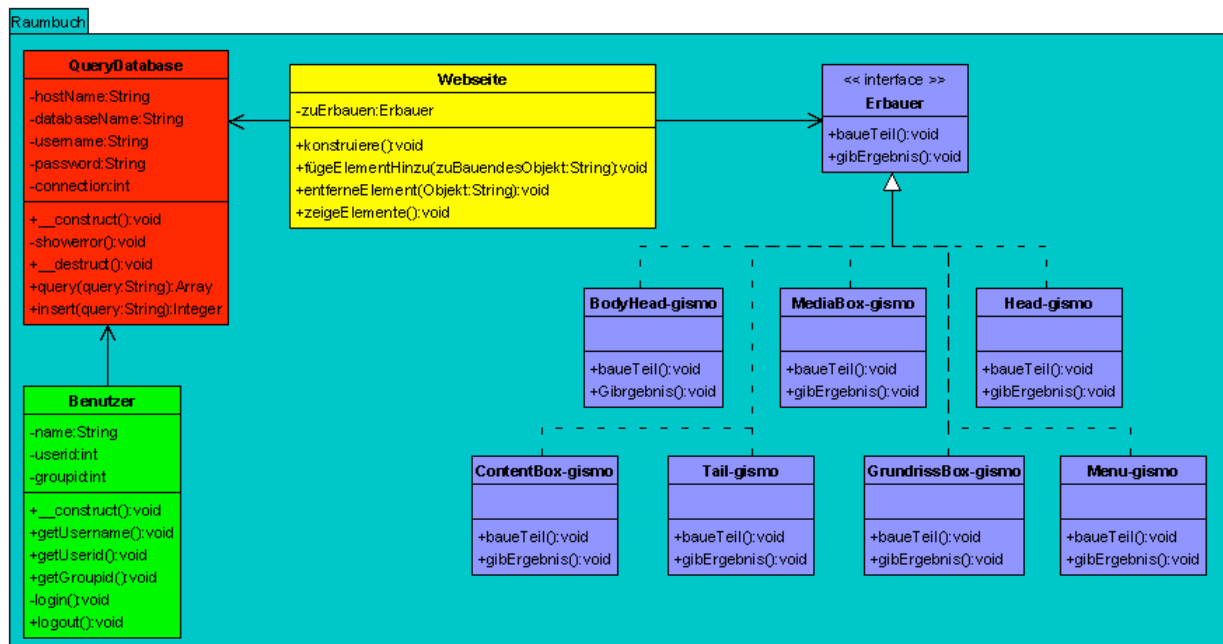 Raumbuch
QueryDatabase
-hostName:String
-databaseName:String
-username:String
-password:String
-connection:int
+__construct():void
-showerror():void
+__destruct():void
+query(query:String):Array
+insert(query:String):Integer
Webseite
-zuErbauen:Erbauer
+konstruiere():void
+fügeElementHinzu(zuBauendesObjekt:String):void
+entferneElement(Objekt:String):void
+zeigeElemente():void
<< interface >>
Erbauer
+baueTeil():void
+gibErgebnis():void
BodyHead-gismo
+baueTeil():void
+Gibrgebnis():void
MediaBox-gismo
+baueTeil():void
+gibErgebnis():void
Head-gismo
+baueTeil():void
+gibErgebnis():void
Benutzer
-name:String
-userid:int
-groupid:int
+__construct():void
+getUsername():void
+getUserid():void
+getGroupid():void
-login():void
+logout():void
ContentBox-gismo
+baueTeil():void
+gibErgebnis():void
Tail-gismo
+baueTeil():void
+gibErgebnis():void
GrundrissBox-gismo
+baueTeil():void
+gibErgebnis():void
Menu-gismo
+baueTeil():void
+gibErgebnis():void